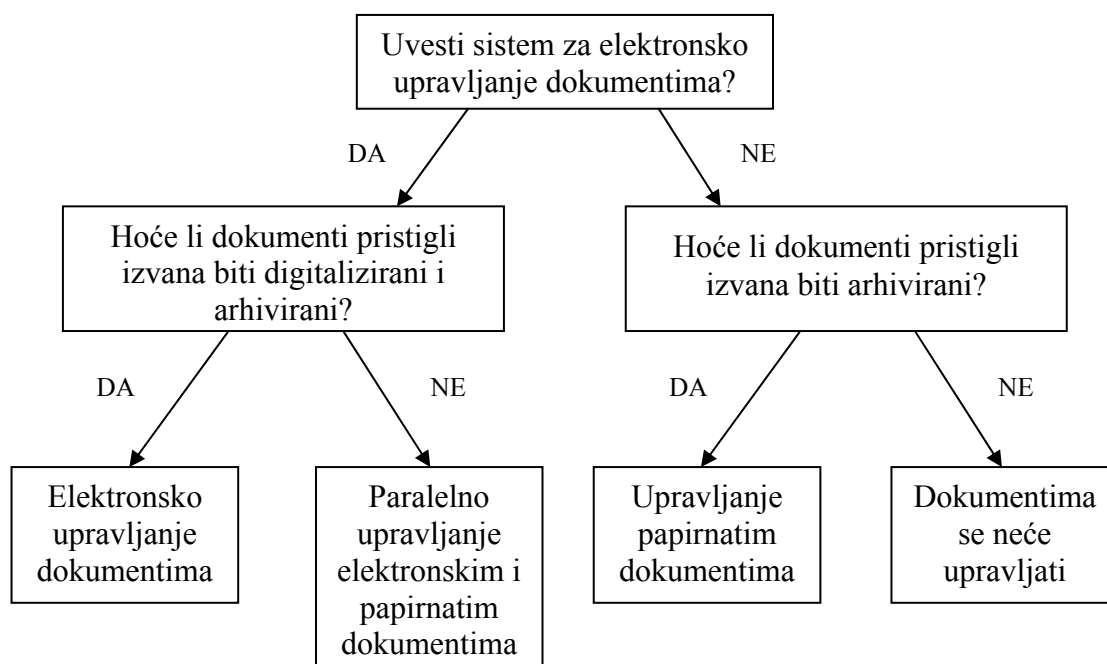 Uvesti sistem za elektronsko
upravljanje dokumentima?
DA
NE
Hoće li dokumenti pristigli
izvana biti digitalizirani i
arhivirani?
Hoće li dokumenti pristigli
izvana biti arhivirani?
DA
NE
DA
NE
Elektronsko
upravljanje
dokumentima
Paralelno
upravljanje
elektronskim i
papirnatim
dokumentima
Upravljanje
papirnatim
dokumentima
Dokumentima
se neće
upravljati